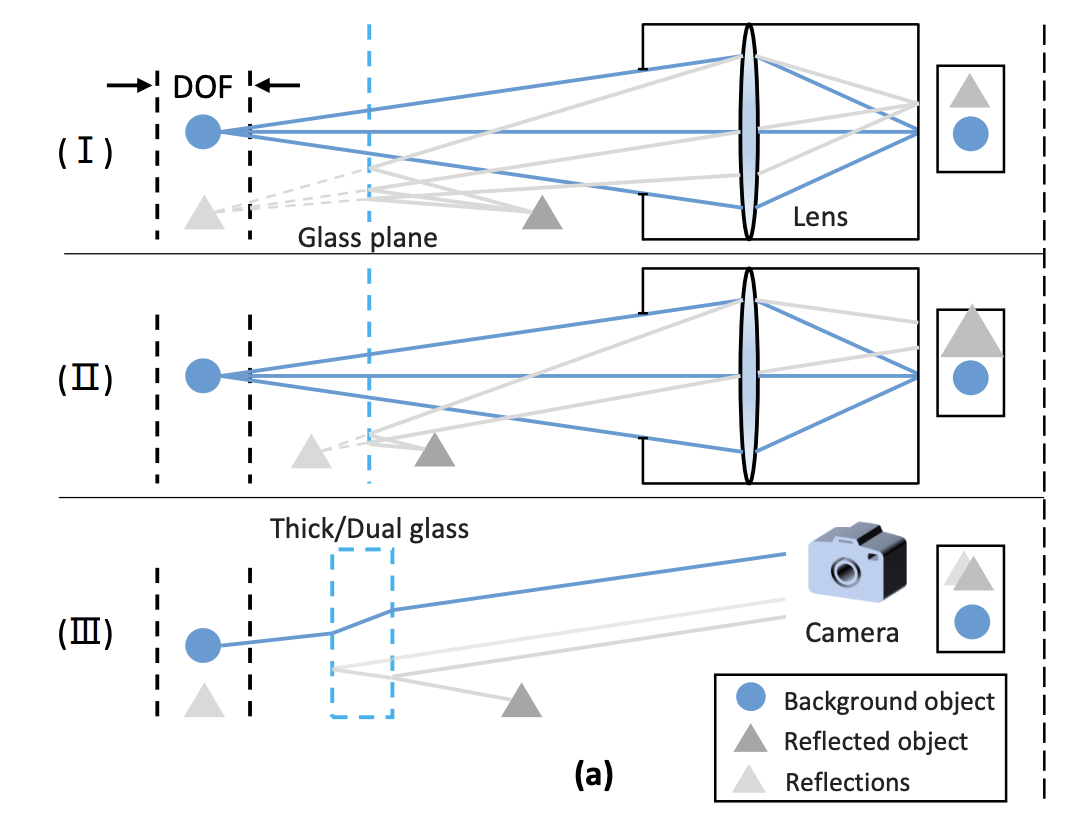 DOF
(Ⅰ)
Lens
Glass plane
(Ⅱ)
Thick/Dual glass
(Ⅲ)
Camera
Background object
Reflected object
Reflections
(a)